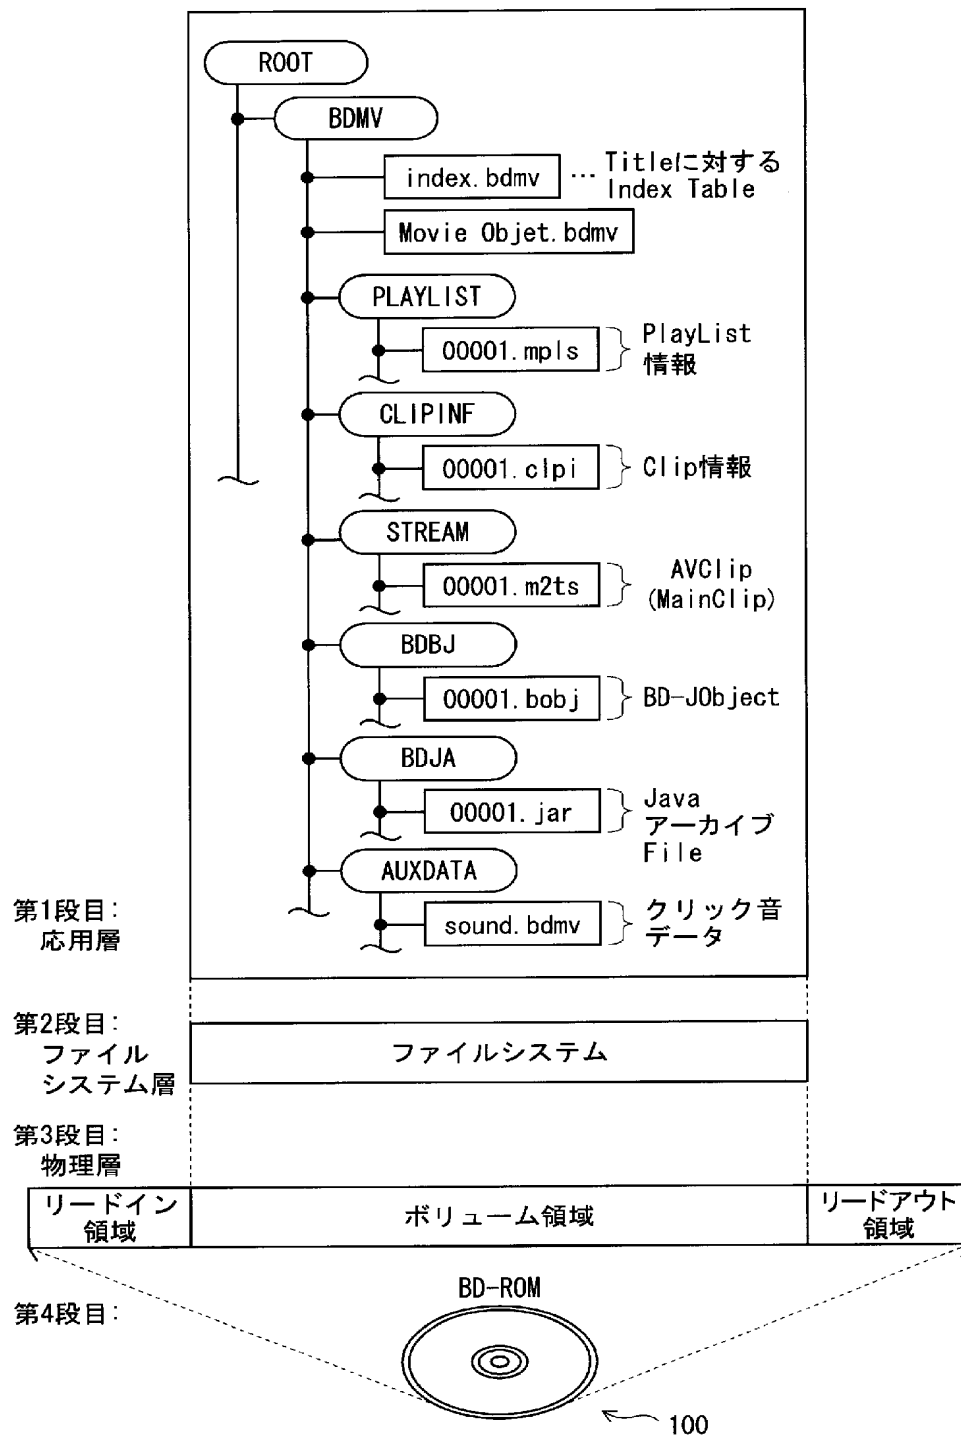 ROOT
BDMV
index.bdmv … Titleに対する
Index Table
Movie Objet.bdmv
PLAYLIST
00001.mpls
PlayList
情報
CLIPINF
00001.clpi
Clip情報
STREAM
00001.m2ts
AVClip
(MainClip)
BDBJ
00001.bobj
BD-JObject
BDJA
00001.jar
Java
アーカイブ
File
AUXDATA
sound.bdmv
クリック音
データ
第1段目:
応用層
第2段目:
ファイル
システム層
ファイルシステム
第3段目:
物理層
リードイン
領域
ボリューム領域
リードアウト
領域
第4段目:
BD-ROM
100